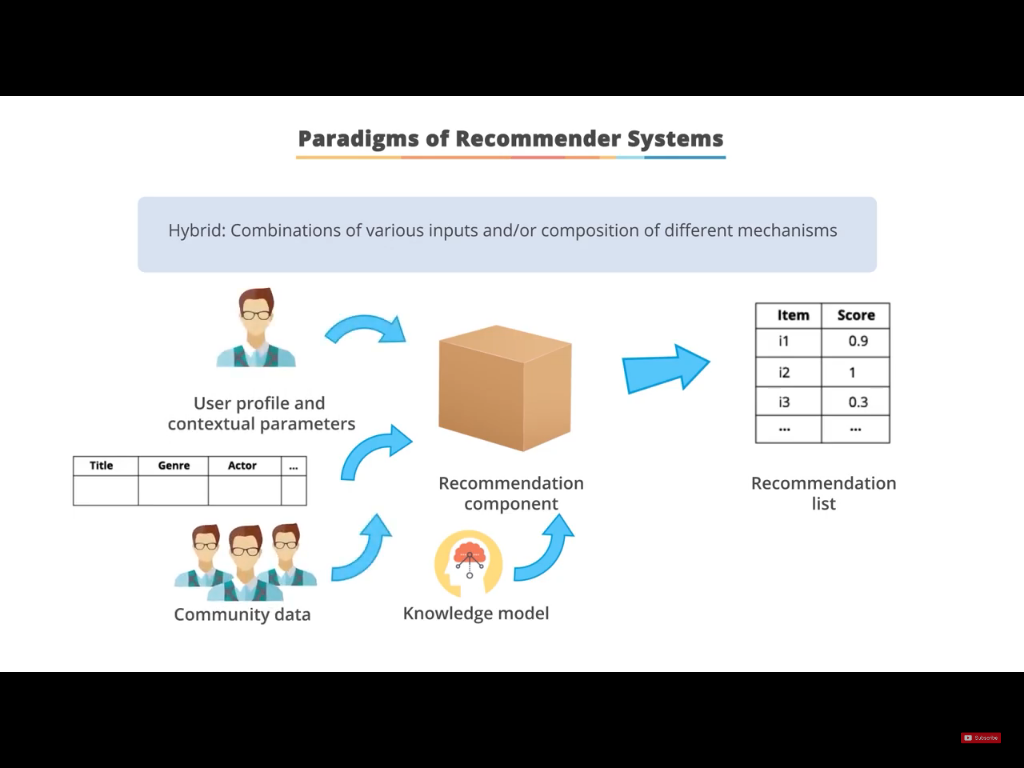 Paradigms of Recommender Systems
Hybrid: Combinations of various inputs and/or composition of different mechanisms
User profile and
contextual parameters
Title Genre Actor ...
Community data
Knowledge model
Recommendation
component
Item Score
i1 0.9
i2 1
i3 0.3
... ...
Recommendation
list
Subscribe